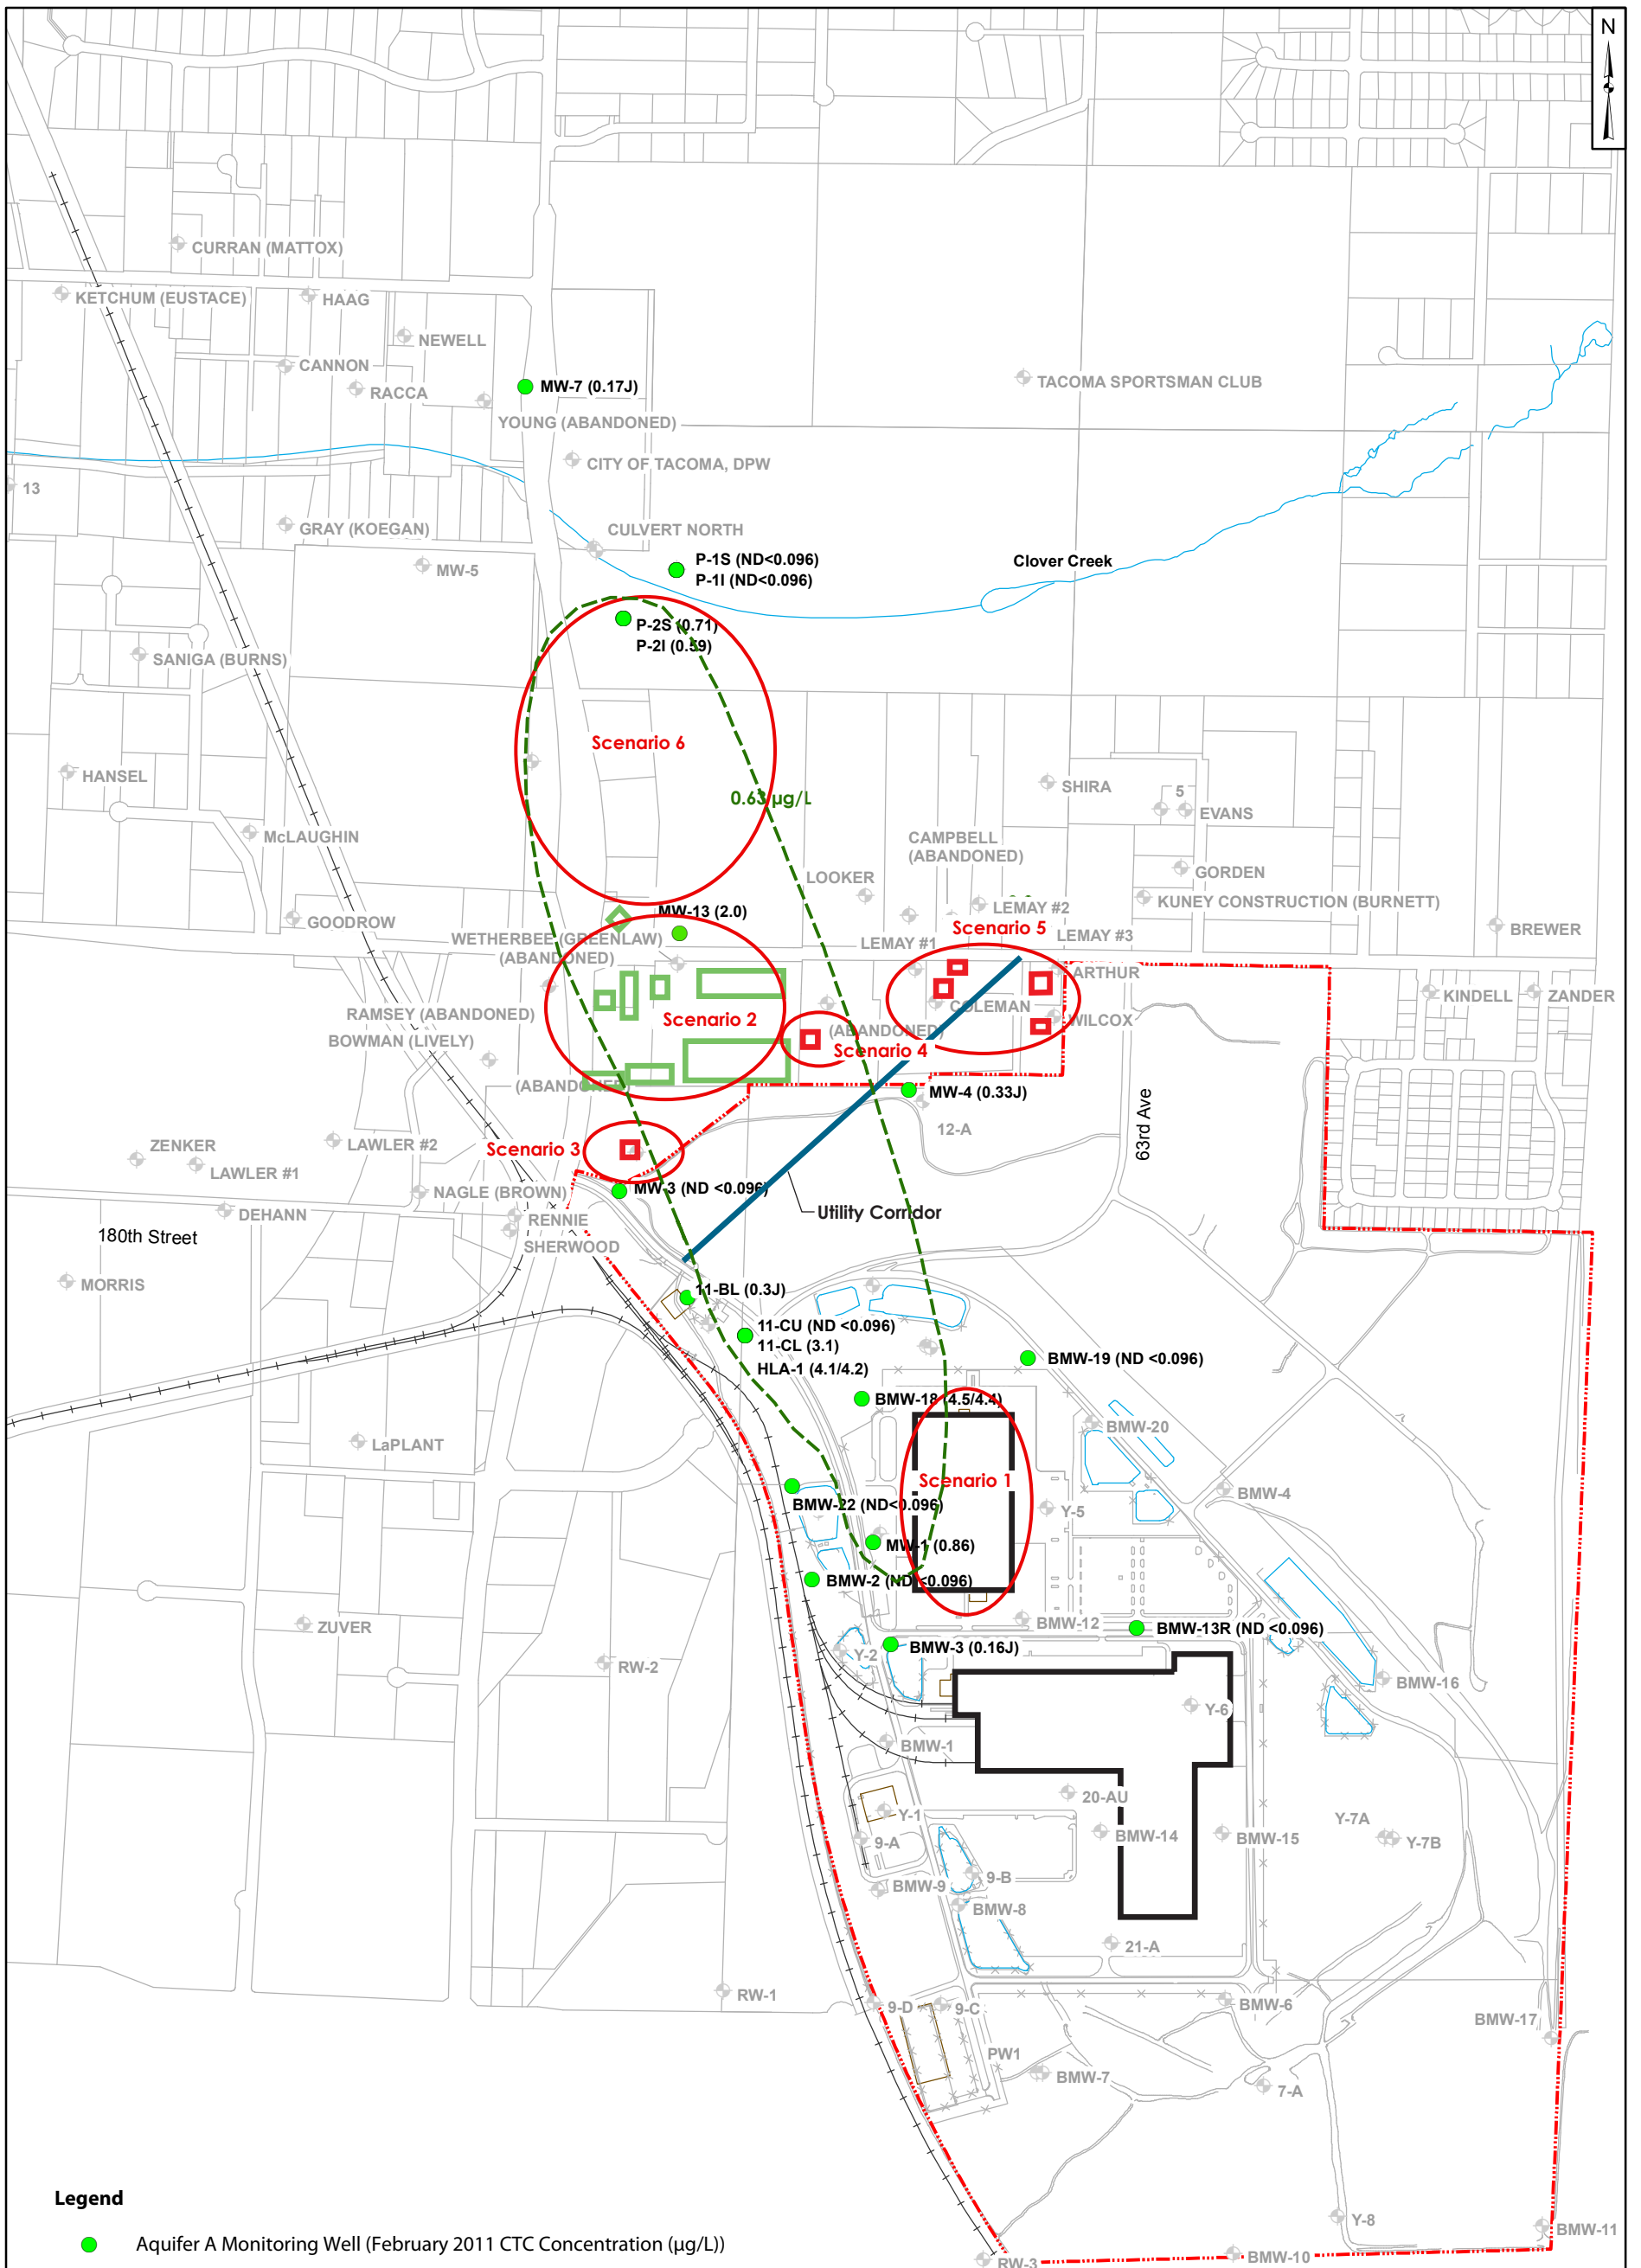 N
CURRAN (MATTOX)
KETCHUM (EUSTACE)
HAAG
NEWELL
CANNON
RACCA
MW-7 (0.17J)
TACOMA SPORTSMAN CLUB
YOUNG (ABANDONED)
CITY OF TACOMA, DPW
13
GRAY (KOEGAN)
CULVERT NORTH
MW-5
P-1S (ND<0.096)
P-1I (ND<0.096)
Clover Creek
P-2S (0.71)
P-2I (0.59)
SANIGA (BURNS)
Scenario 6
HANSEL
0.63 µg/L
SHIRA
5
EVANS
McLAUGHIN
CAMPBELL
(ABANDONED)
LOOKER
GORDEN
KUNEY CONSTRUCTION (BURNETT)
GOODROW
MW-13 (2.0)
LEMAY #2
BREWER
Scenario 5
WETHERBEE (GREENLAW)
(ABANDONED)
LEMAY #1
LEMAY #3
ARTHUR
RAMSEY (ABANDONED)
Scenario 2
COLEMAN
KINDELL
ZANDER
WILCOX
BOWMAN (LIVELY)
(ABANDONED)
Scenario 4
(ABANDONED)
MW-4 (0.33J)
12-A
63rd Ave
ZENKER
LAWLER #2
LAWLER #1
Scenario 3
NAGLE (BROWN)
MW-3 (ND <0.096)
DEHANN
RENNIE
Utility Corridor
180th Street
SHERWOOD
MORRIS
11-BL (0.3J)
11-CU (ND <0.096)
11-CL (3.1)
HLA-1 (4.1/4.2)
BMW-19 (ND <0.096)
BMW-18 (4.5/4.4)
BMW-20
LaPLANT
Scenario 1
BMW-4
BMW-22 (ND<0.096)
Y-5
MW-1 (0.86)
BMW-2 (ND <0.096)
ZUVER
BMW-12
BMW-13R (ND <0.096)
BMW-3 (0.16J)
Y-2
RW-2
BMW-16
Y-6
BMW-1
20-AU
Y-1
9-A
BMW-14
BMW-15
Y-7A
Y-7B
9-B
BMW-9
BMW-8
21-A
RW-1
9-D
9-C
BMW-6
BMW-17
PW1
BMW-7
7-A
Legend
Y-8
BMW-11
Aquifer A Monitoring Well (February 2011 CTC Concentration (µg/L))
RW-3
BMW-10